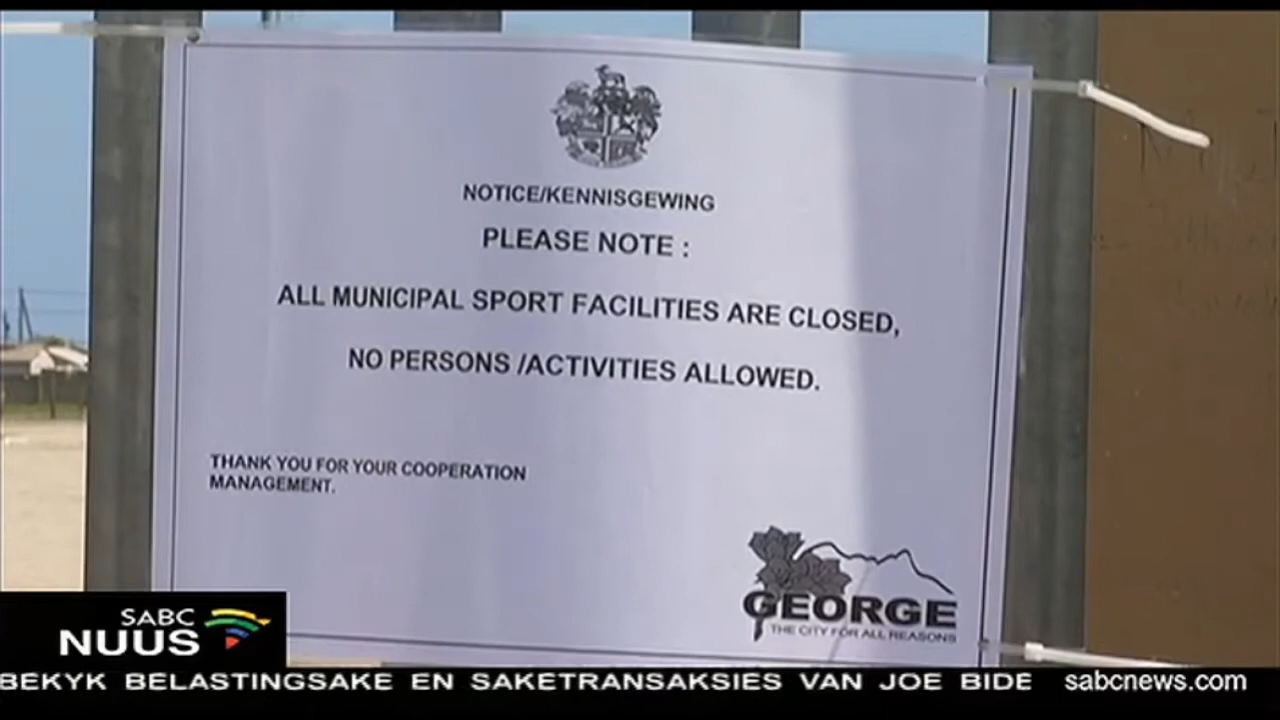 NOTICE/KENNISGEWING
PLEASE NOTE :
ALL MUNICIPAL SPORT FACILITIES ARE CLOSED,
NO PERSONS /ACTIVITIES ALLOWED.
THANK YOU FOR YOUR COOPERATION
MANAGEMENT.
GEORGE
THE CITY FOR ALL REASONS
SABC
NUUS
BEKYK BELASTINGSAKE EN SAKETRANSAKSIES VAN JOE BIDE
sabcnews.com